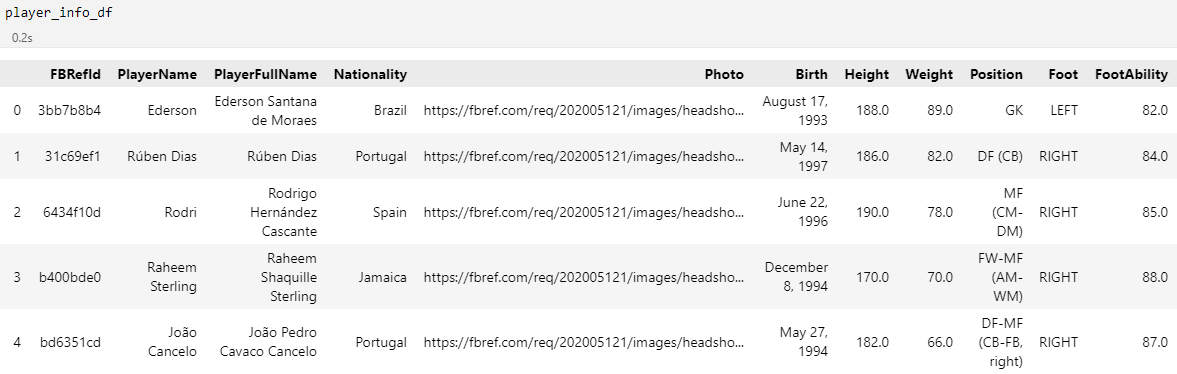 player_info_df
0.2s
FBRefId PlayerName PlayerFullName Nationality Photo Birth Height Weight Position Foot FootAbility
0 3bb7b8b4 Ederson Ederson Santana de Moraes Brazil https://fbref.com/req/202005121/images/headsho... August 17, 1993 188.0 89.0 GK LEFT 82.0
1 31c69ef1 Rúben Dias Rúben Dias Portugal https://fbref.com/req/202005121/images/headsho... May 14, 1997 186.0 82.0 DF (CB) RIGHT 84.0
2 6434f10d Rodri Rodrigo Hernández Cascante Spain https://fbref.com/req/202005121/images/headsho... June 22, 1996 190.0 78.0 MF (CM-DM) RIGHT 85.0
3 b400bde0 Raheem Sterling Raheem Shaquille Sterling Jamaica https://fbref.com/req/202005121/images/headsho... December 8, 1994 170.0 70.0 FW-MF (AM-WM) RIGHT 88.0
4 bd6351cd João Cancelo João Pedro Cavaco Cancelo Portugal https://fbref.com/req/202005121/images/headsho... May 27, 1994 182.0 66.0 DF-MF (CB-FB, right) RIGHT 87.0